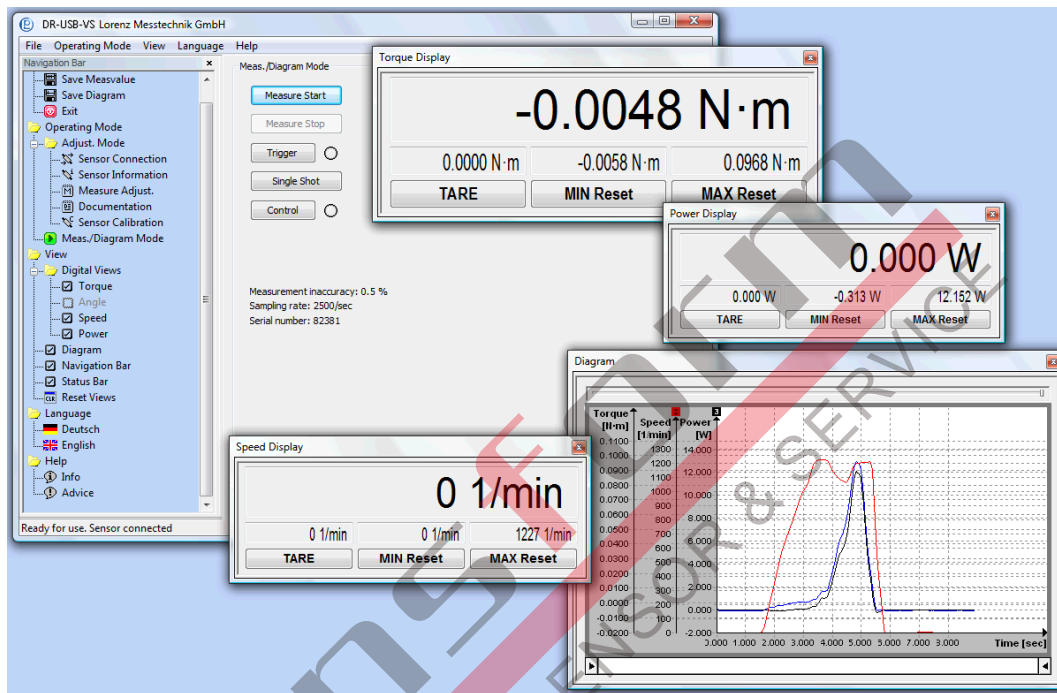 DR-USB-VS Lorenz Messtechnik GmbH
File Operating Mode View Language Help
Navigation Bar
Save Measvalue
Save Diagram
Exit
Operating Mode
Adjust. Mode
Sensor Connection
Sensor Information
Measure Adjust.
Documentation
Sensor Calibration
Meas./Diagram Mode
View
Digital Views
Torque
Angle
Speed
Power
Diagram
Navigation Bar
Status Bar
CLR Reset Views
Language
Deutsch
English
Help
Info
Advice
Ready for use. Sensor connected
Meas./Diagram Mode
Measure Start
Measure Stop
Trigger
Single Shot
Control
Measurement inaccuracy: 0.5 %
Sampling rate: 2500/sec
Serial number: 82381
Torque Display
-0.0048 N·m
0.0000 N·m -0.0058 N·m 0.0968 N·m
TARE MIN Reset MAX Reset
Power Display
0.000 W
0.000 W -0.313 W 12.152 W
TARE MIN Reset MAX Reset
Speed Display
0 1/min
0 1/min 0 1/min 1227 1/min
TARE MIN Reset MAX Reset
Diagram
3
Torque Speed Power
[N·m] [1/min] [W]
0.1100
0.1000
0.0900
0.0800
0.0700
0.0600
0.0500
0.0400
0.0300
0.0200
0.0100
0.0000
-0.0100
-0.0200
1300
1200
1100
1000
900
800
700
600
500
400
300
200
100
0
14.000
12.000
10.000
8.000
6.000
4.000
2.000
0.000
-2.000
0.000 1.000 2.000 3.000 4.000 5.000 6.000 7.000 3.000 Time [sec]
nsform
SENSOR & SERVICE